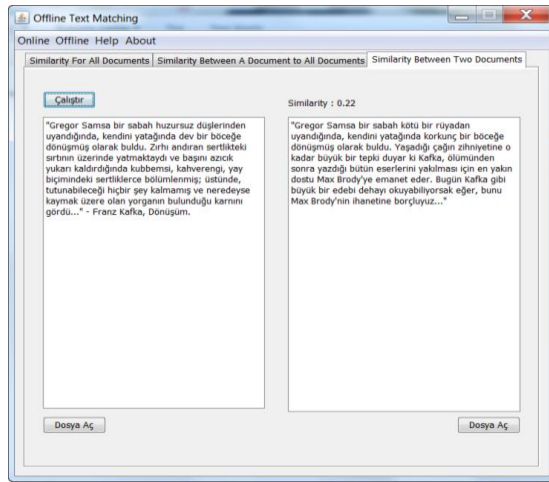 Offline Text Matching
Online Offline Help About
Similarity For All Documents Similarity Between A Document to All Documents Similarity Between Two Documents
Çalıştır
Similarity : 0.22
"Gregor Samsa bir sabah huzursuz düşlerinden
uyandığında, kendini yatağında dev bir böceğe
dönüşmüş olarak buldu. Zırhı andıran sertlikteki
sırtının üzerinde yatmaktaydı ve başını azıcık
yukarı kaldırdığında kubbemsi, kahverengi, yay
biçimindeki sertliklerce bölümlenmiş; üstünde,
tutunabileceği hiçbir şey kalmamış ve neredeyse
kaymak üzere olan yorganın bulunduğu karnını
gördü..." - Franz Kafka, Dönüşüm.
"Gregor Samsa bir sabah kötü bir rüyadan
uyandığında, kendini yatağında korkunç bir böceğe
dönüşmüş olarak buldu. Yaşadığı çağın zihniyetine o
kadar büyük bir tepki duyar ki Kafka, ölümünden
sonra yazdığı bütün eserlerini yakılması için en yakın
dostu Max Brody'ye emanet eder. Bugün Kafka gibi
büyük bir edebi dehayı okuyabiliyorsak eğer, bunu
Max Brody'nin ihanetine borçluyuz..."
Dosya Aç
Dosya Aç